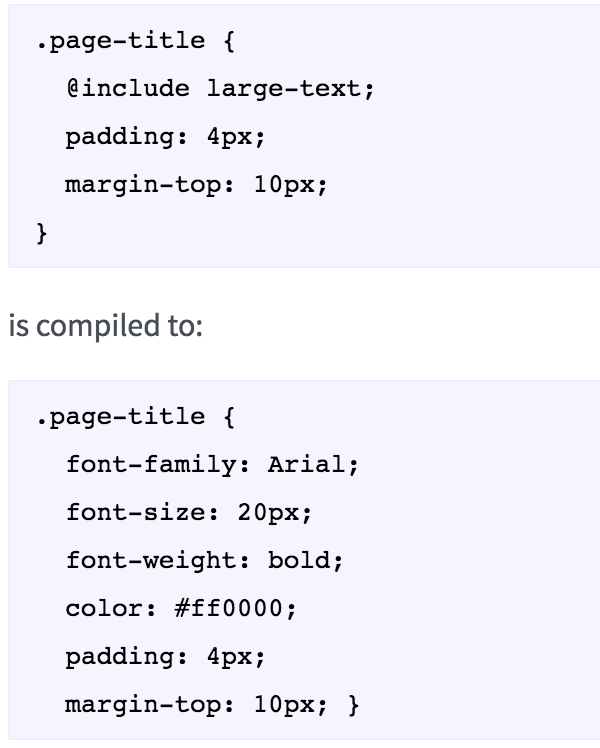 .page-title {
  @include large-text;
  padding: 4px;
  margin-top: 10px;
}
is compiled to:
.page-title {
  font-family: Arial;
  font-size: 20px;
  font-weight: bold;
  color: #ff0000;
  padding: 4px;
  margin-top: 10px; }